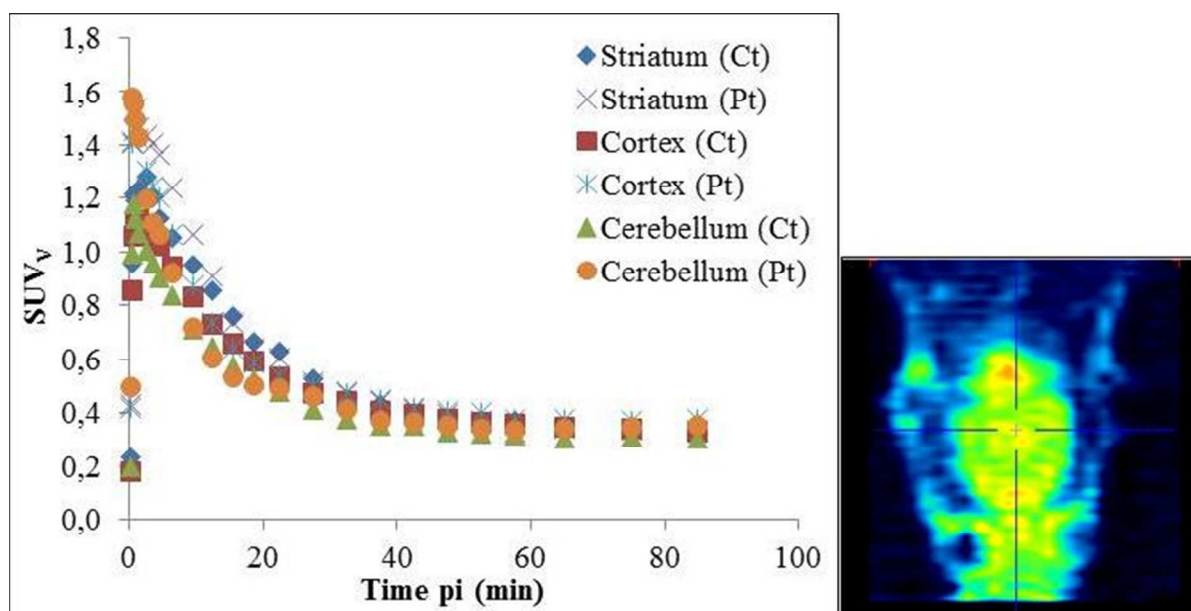 1,8
1,6
1,4
1,2
1,0
0,8
0,6
0,4
0,2
0,0
SUVV
0 20 40 60 80 100
Time pi (min)
Striatum (Ct)
Striatum (Pt)
Cortex (Ct)
Cortex (Pt)
Cerebellum (Ct)
Cerebellum (Pt)